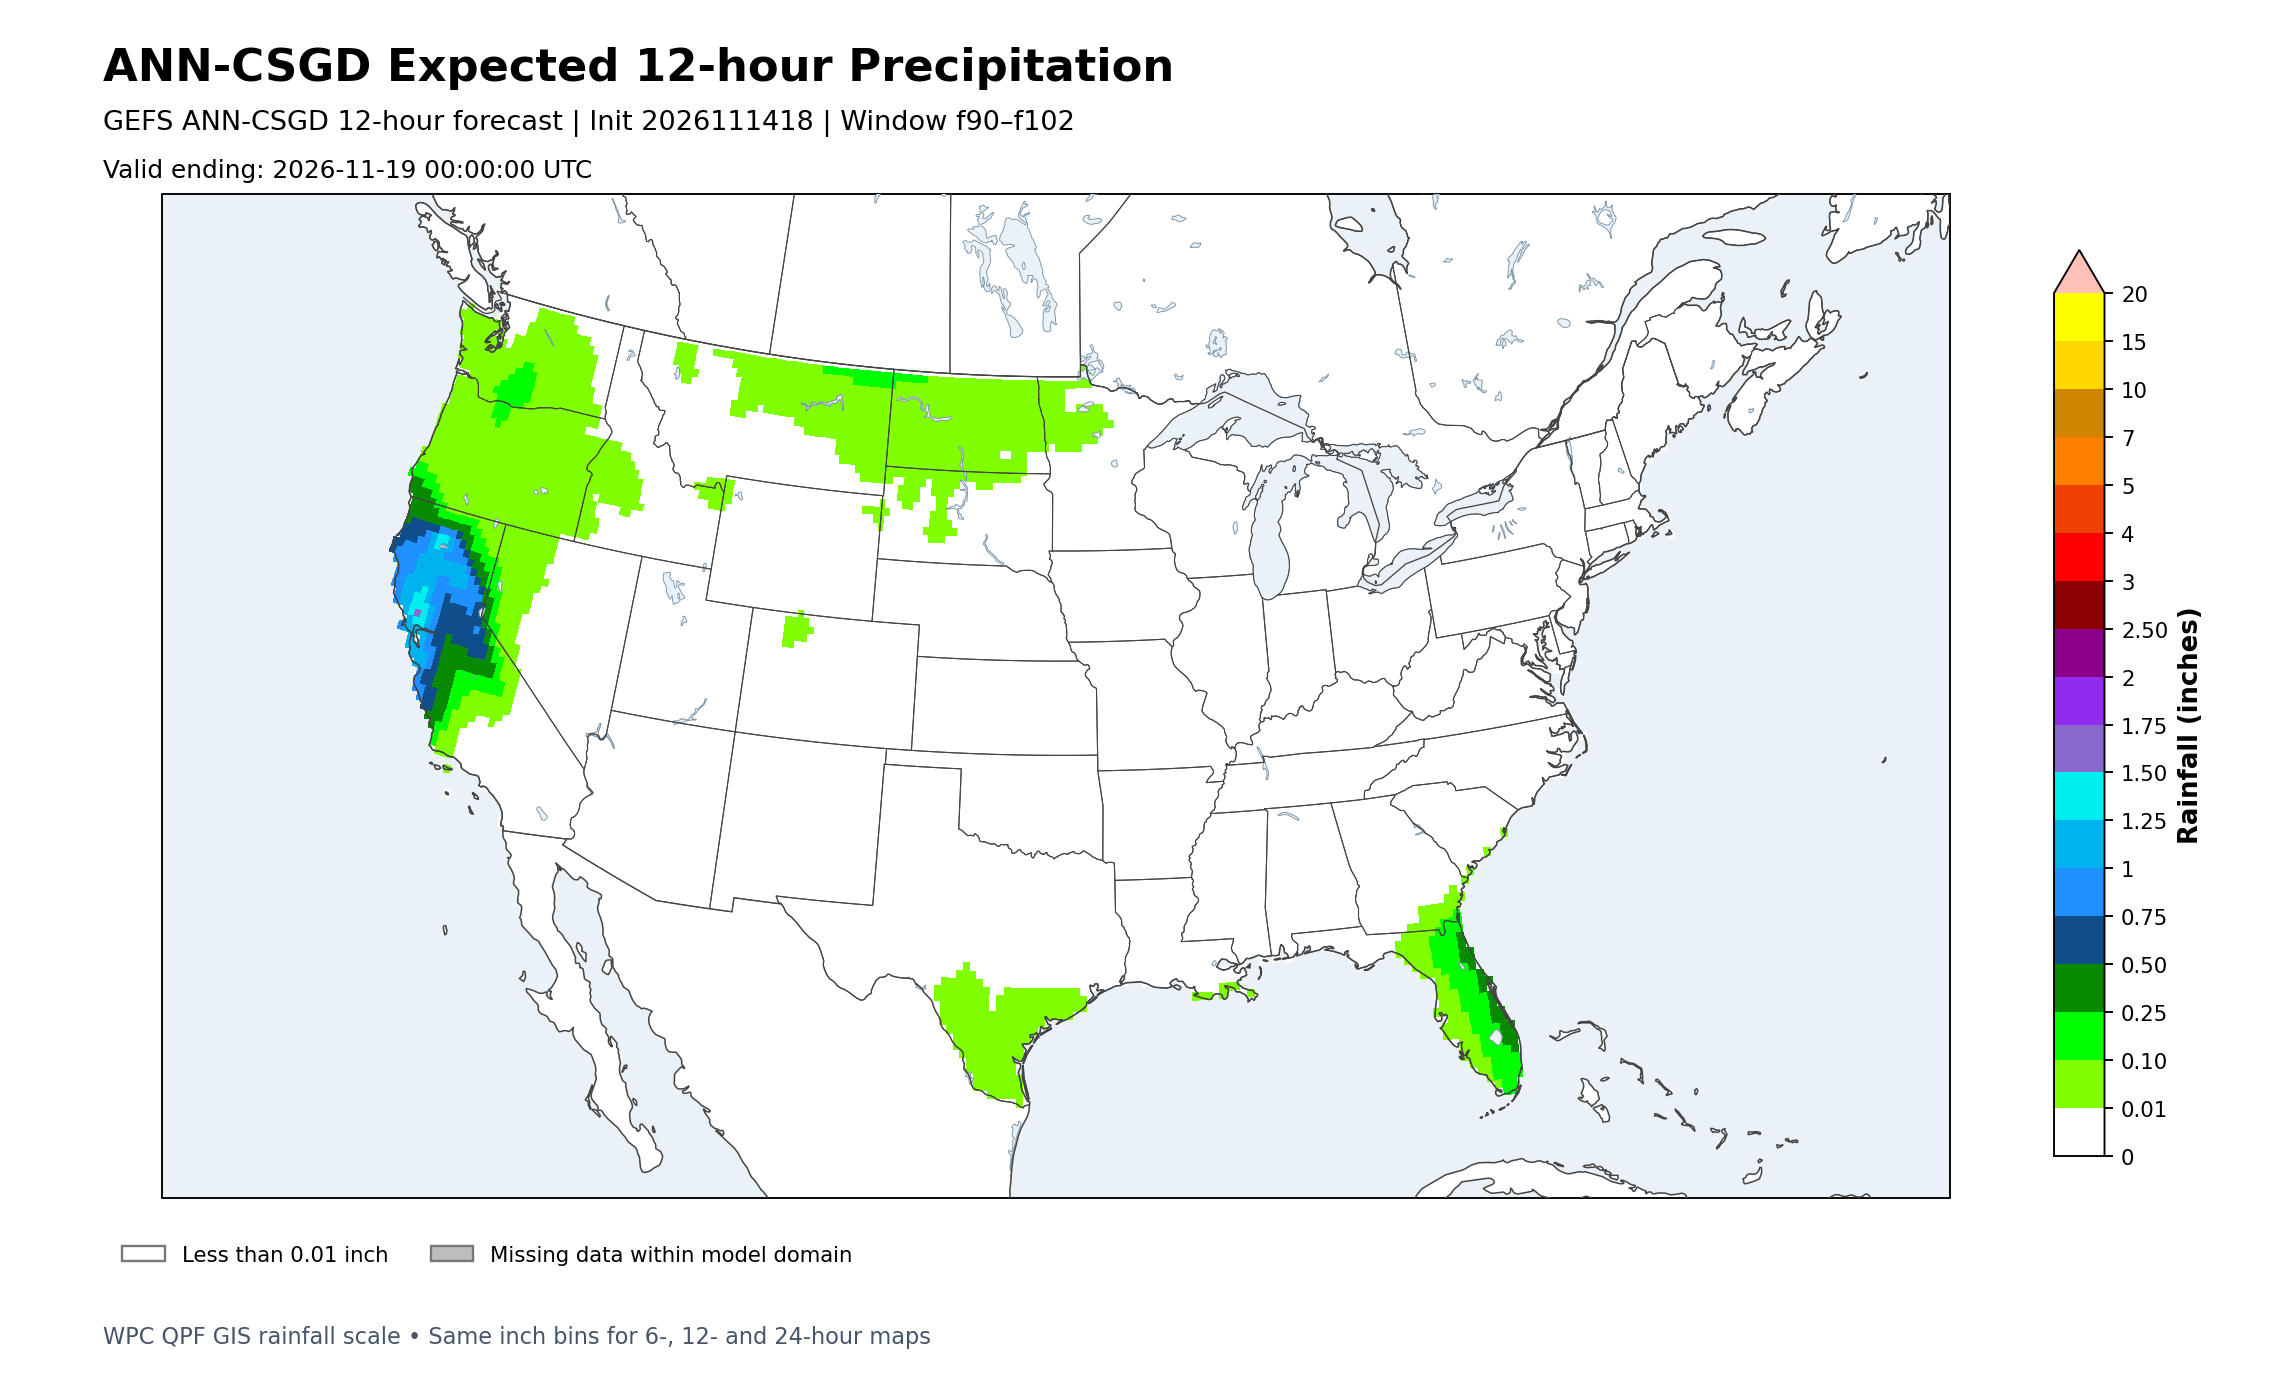 ANN-CSGD Expected 12-hour Precipitation
GEFS ANN-CSGD 12-hour forecast | Init 2026111418 | Window f90–f102
Valid ending: 2026-11-19 00:00:00 UTC
20
15
10
7
5
4
3
2.50
2
1.75
1.50
1.25
1
0.75
0.50
0.25
0.10
0.01
0
Rainfall (inches)
Less than 0.01 inch
Missing data within model domain
WPC QPF GIS rainfall scale • Same inch bins for 6-, 12- and 24-hour maps